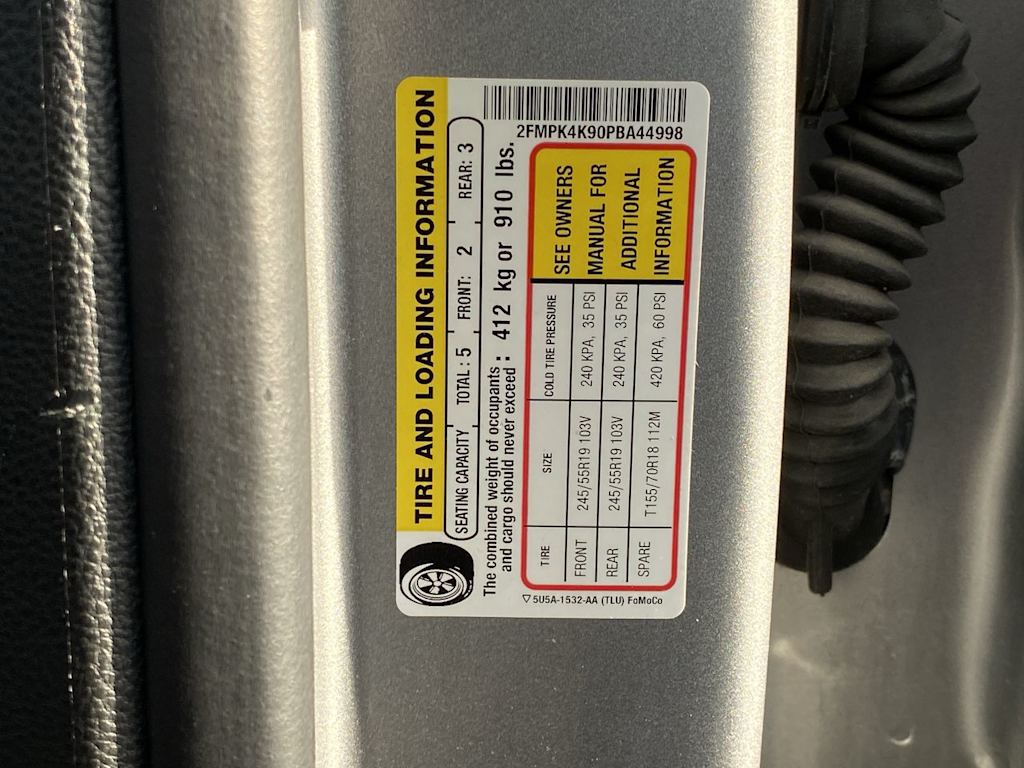 TIRE AND LOADING INFORMATION
SEATING CAPACITY TOTAL : 5 FRONT: 2 REAR: 3
The combined weight of occupants
and cargo should never exceed : 412 kg or 910 lbs.
TIRE SIZE COLD TIRE PRESSURE
FRONT 245/55R19 103V 240 KPA, 35 PSI
REAR 245/55R19 103V 240 KPA, 35 PSI
SPARE T155/70R18 112M 420 KPA, 60 PSI
SEE OWNERS
MANUAL FOR
ADDITIONAL
INFORMATION
2FMPK4K90PBA44998
5U5A-1532-AA (TLU) FoMoCo